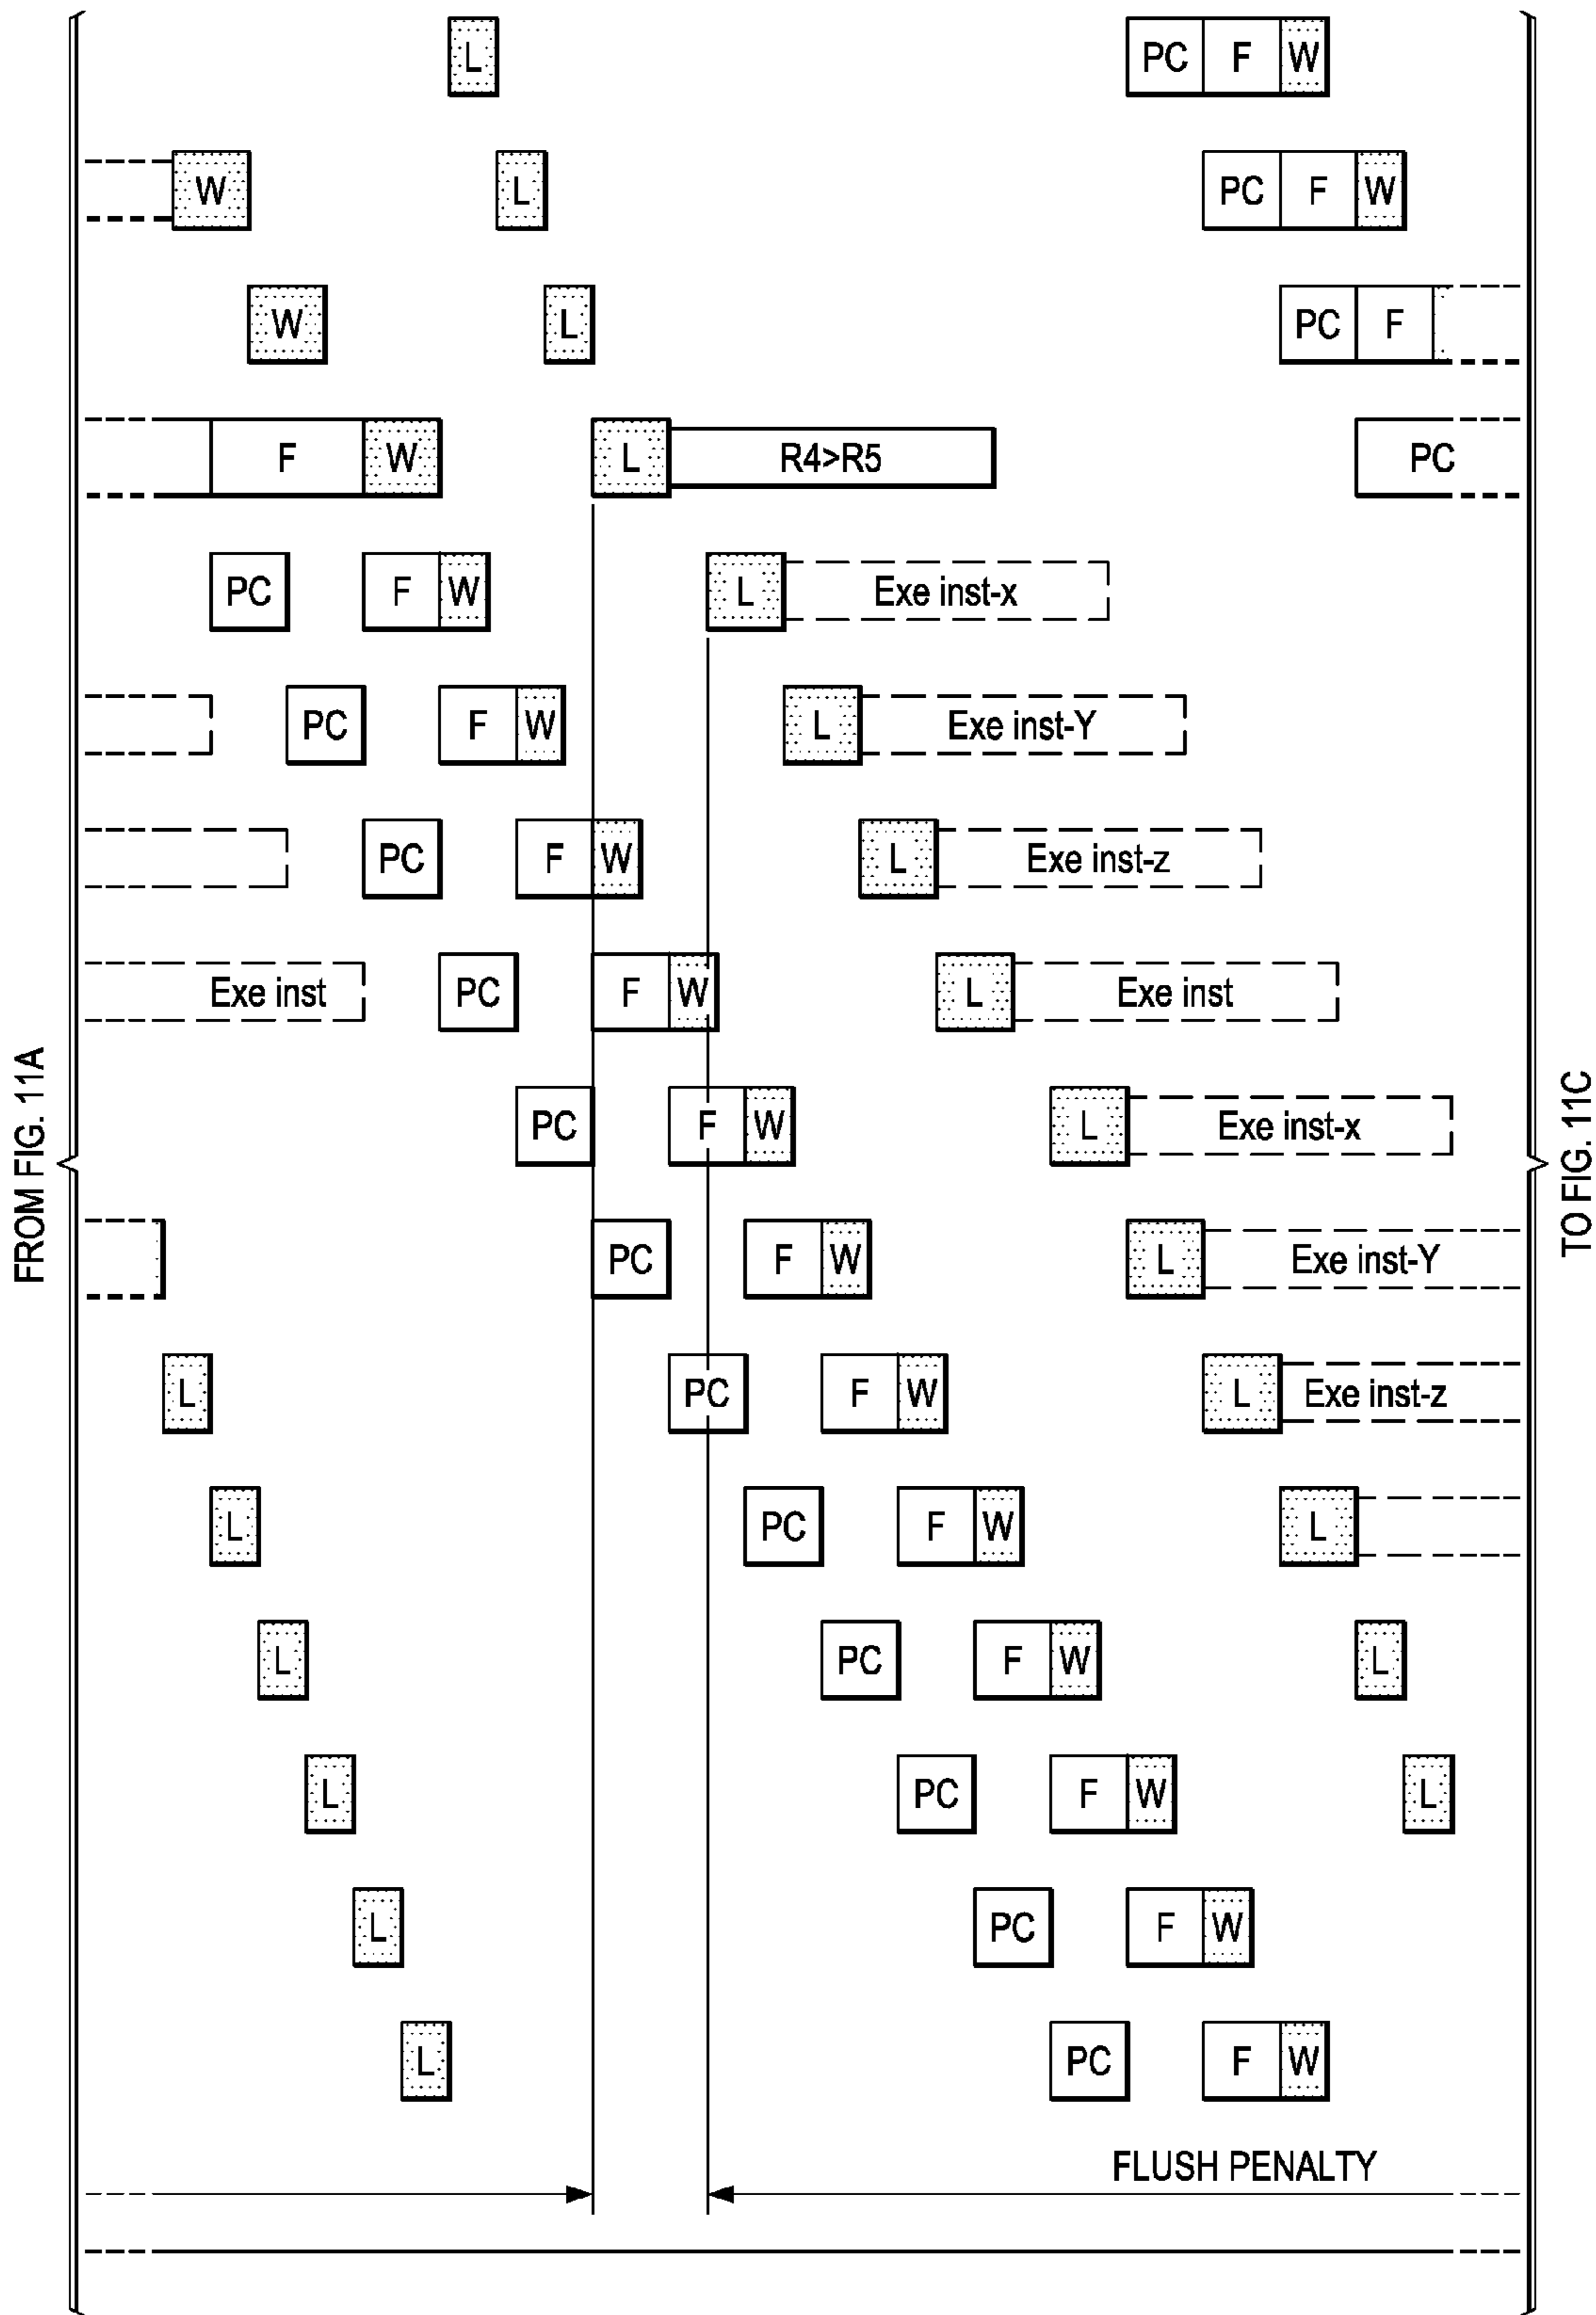 L PC F W
W L PC F W
W L PC F
F W L R4>R5 PC
PC F W L Exe inst-x
PC F W L Exe inst-Y
PC F W L Exe inst-z
Exe inst PC F W L Exe inst
PC F W L Exe inst-x
PC F W L Exe inst-Y
L PC F W L Exe inst-z
L PC F W L
L PC F W L
L PC F W L
L PC F W
L PC F W
FLUSH PENALTY
FROM FIG. 11A
TO FIG. 11C